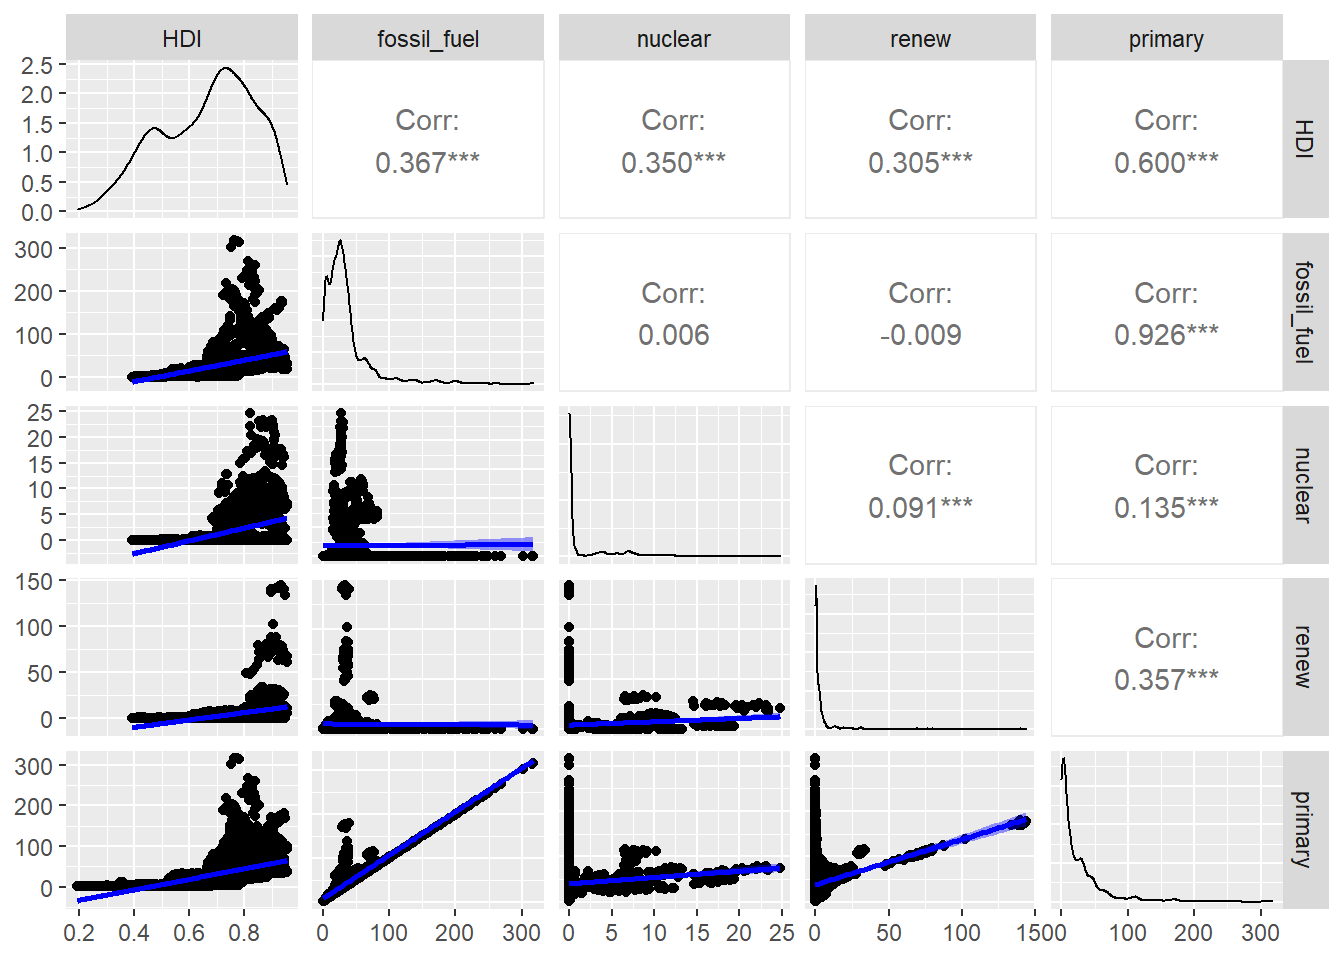 HDI fossil_fuel nuclear renew primary
2.5
2.0
1.5
1.0
0.5
0.0
Corr:
0.367***
Corr:
0.350***
Corr:
0.305***
Corr:
0.600***
HDI
300
200
100
0
Corr:
0.006
Corr:
-0.009
Corr:
0.926***
fossil_fuel
25
20
15
10
5
0
Corr:
0.091***
Corr:
0.135***
nuclear
150
100
50
0
Corr:
0.357***
renew
300
200
100
0
primary
0.2 0.4 0.6 0.8 0 100 200 300 0 5 10 15 20 25 0 50 100 150 0 100 200 300